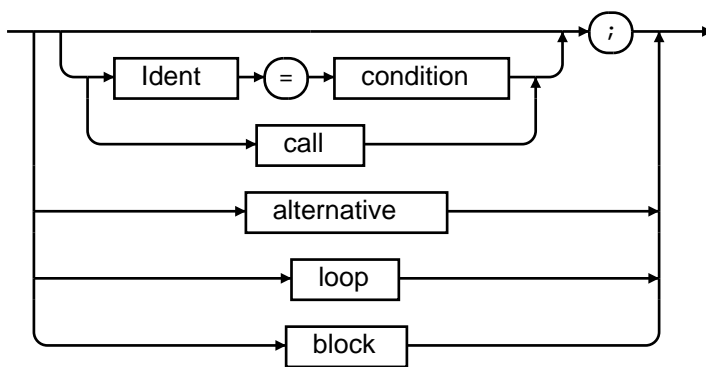 ;
Ident = condition
call
alternative
loop
block